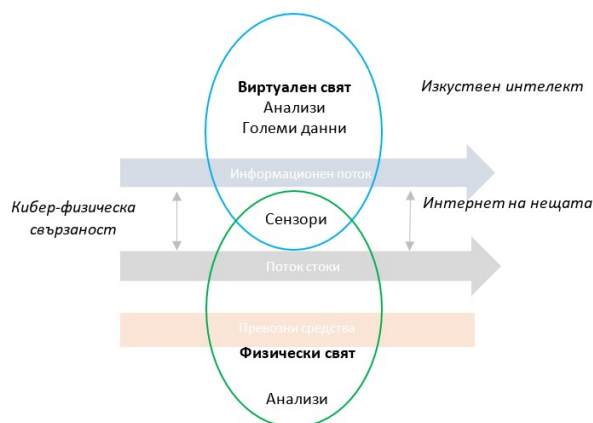 Виртуален свят
Анализи
Големи данни
Изкуствен интелект
Информационен поток
Кибер-физическа
свързаност
Сензори
Интернет на нещата
Поток стоки
Превозни средства
Физически свят
Анализи